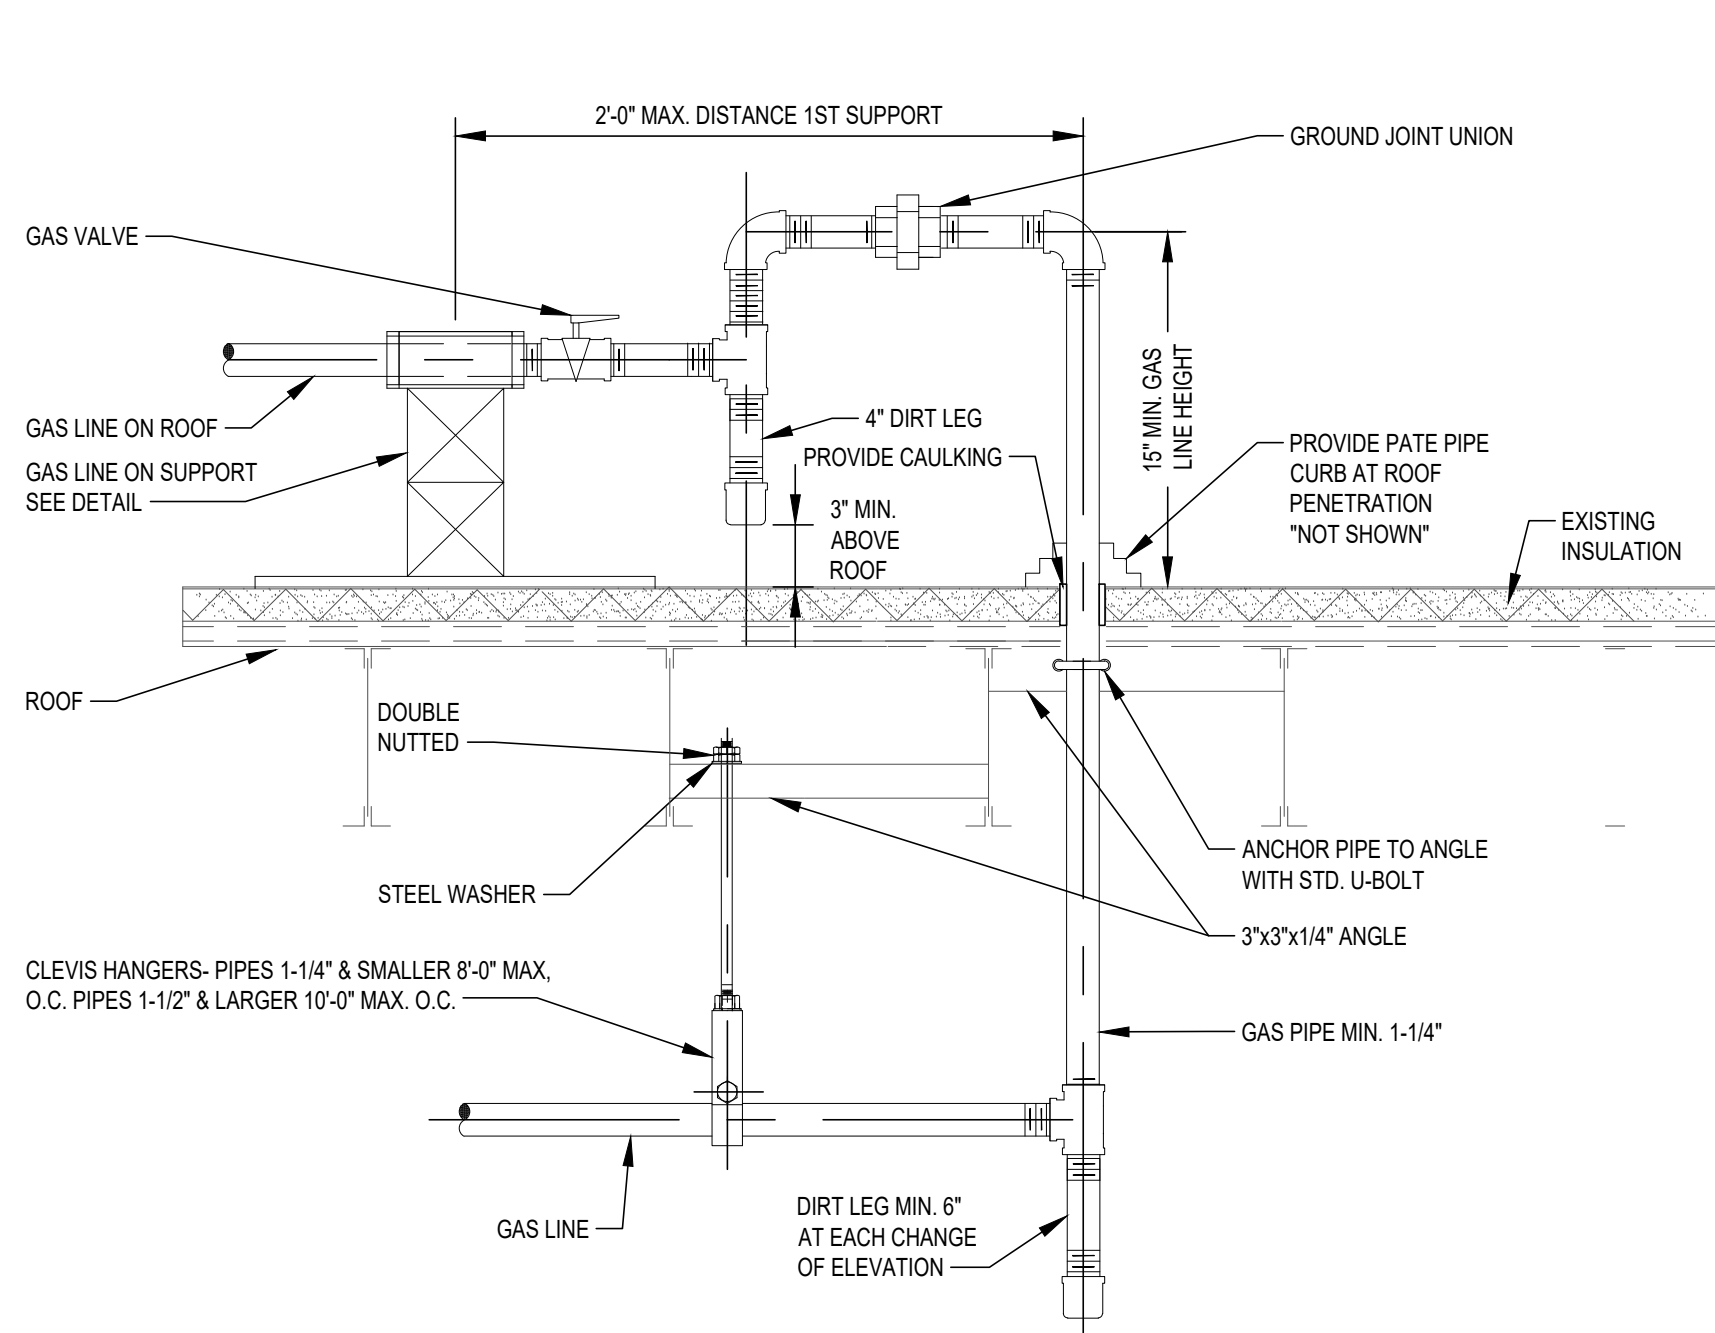 2'-0" MAX. DISTANCE 1ST SUPPORT
GROUND JOINT UNION
GAS VALVE
GAS LINE ON ROOF
GAS LINE ON SUPPORT
SEE DETAIL
4" DIRT LEG
PROVIDE CAULKING
3" MIN.
ABOVE
ROOF
15" MIN. GAS
LINE HEIGHT
PROVIDE PATE PIPE
CURB AT ROOF
PENETRATION
"NOT SHOWN"
EXISTING
INSULATION
ROOF
DOUBLE
NUTTED
STEEL WASHER
ANCHOR PIPE TO ANGLE
WITH STD. U-BOLT
3"x3"x1/4" ANGLE
CLEVIS HANGERS- PIPES 1-1/4" & SMALLER 8'-0" MAX,
O.C. PIPES 1-1/2" & LARGER 10'-0" MAX. O.C.
GAS PIPE MIN. 1-1/4"
GAS LINE
DIRT LEG MIN. 6"
AT EACH CHANGE
OF ELEVATION